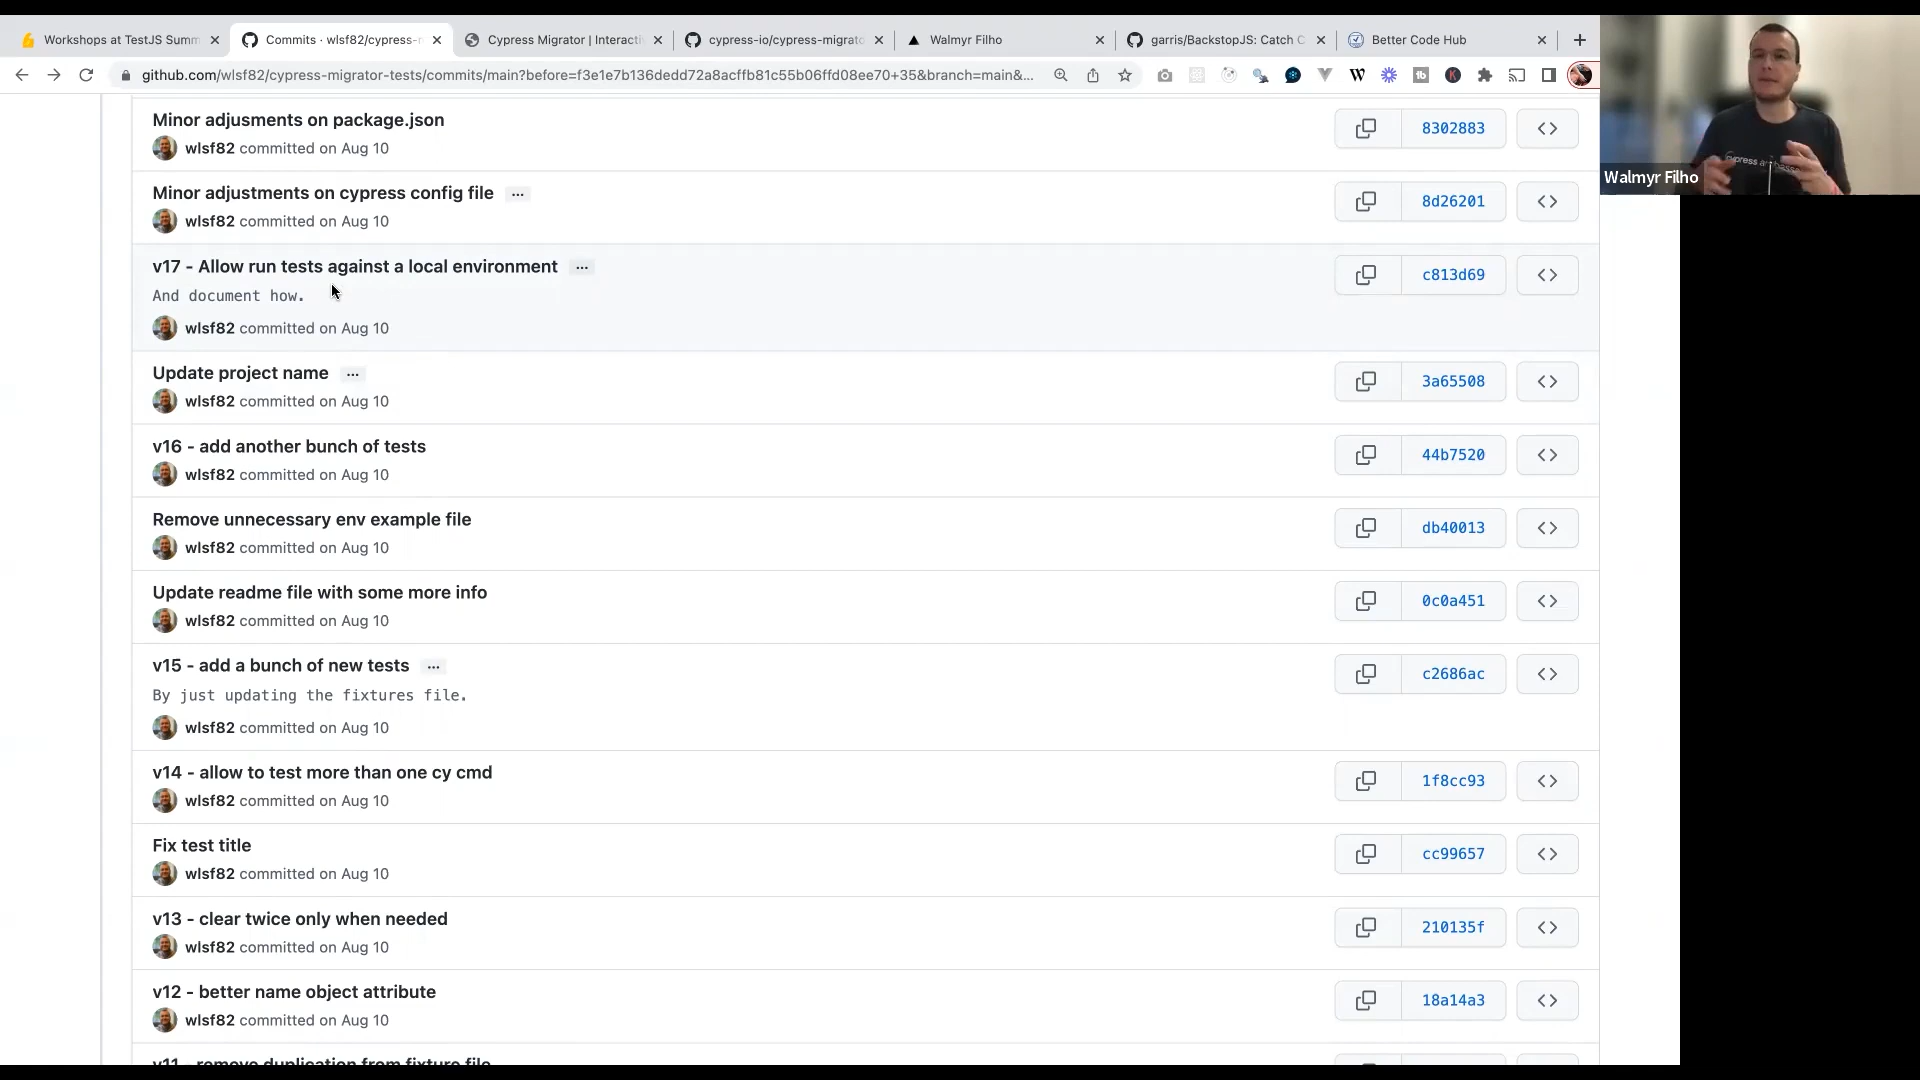 Workshops at TestJS Summ
Commits · wlsf82/cypress-m
Cypress Migrator | Interacti
cypress-io/cypress-migrato
Walmyr Filho
garris/BackstopJS: Catch C
Better Code Hub
github.com/wlsf82/cypress-migrator-tests/commits/main?before=f3e1e7b136dedd72a8acffb81c55b06ffd08ee70+35&branch=main&...
Walmyr Filho
Minor adjusments on package.json
wlsf82 committed on Aug 10
8302883
Minor adjustments on cypress config file ...
wlsf82 committed on Aug 10
8d26201
v17 - Allow run tests against a local environment ...
And document how.
wlsf82 committed on Aug 10
c813d69
Update project name ...
wlsf82 committed on Aug 10
3a65508
v16 - add another bunch of tests
wlsf82 committed on Aug 10
44b7520
Remove unnecessary env example file
wlsf82 committed on Aug 10
db40013
Update readme file with some more info
wlsf82 committed on Aug 10
0c0a451
v15 - add a bunch of new tests ...
By just updating the fixtures file.
wlsf82 committed on Aug 10
c2686ac
v14 - allow to test more than one cy cmd
wlsf82 committed on Aug 10
1f8cc93
Fix test title
wlsf82 committed on Aug 10
cc99657
v13 - clear twice only when needed
wlsf82 committed on Aug 10
210135f
v12 - better name object attribute
wlsf82 committed on Aug 10
18a14a3
v11 - remove duplication from fixture file